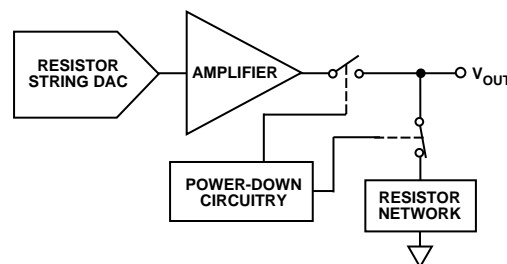 RESISTOR
STRING DAC
AMPLIFIER
VOUT
POWER-DOWN
CIRCUITRY
RESISTOR
NETWORK